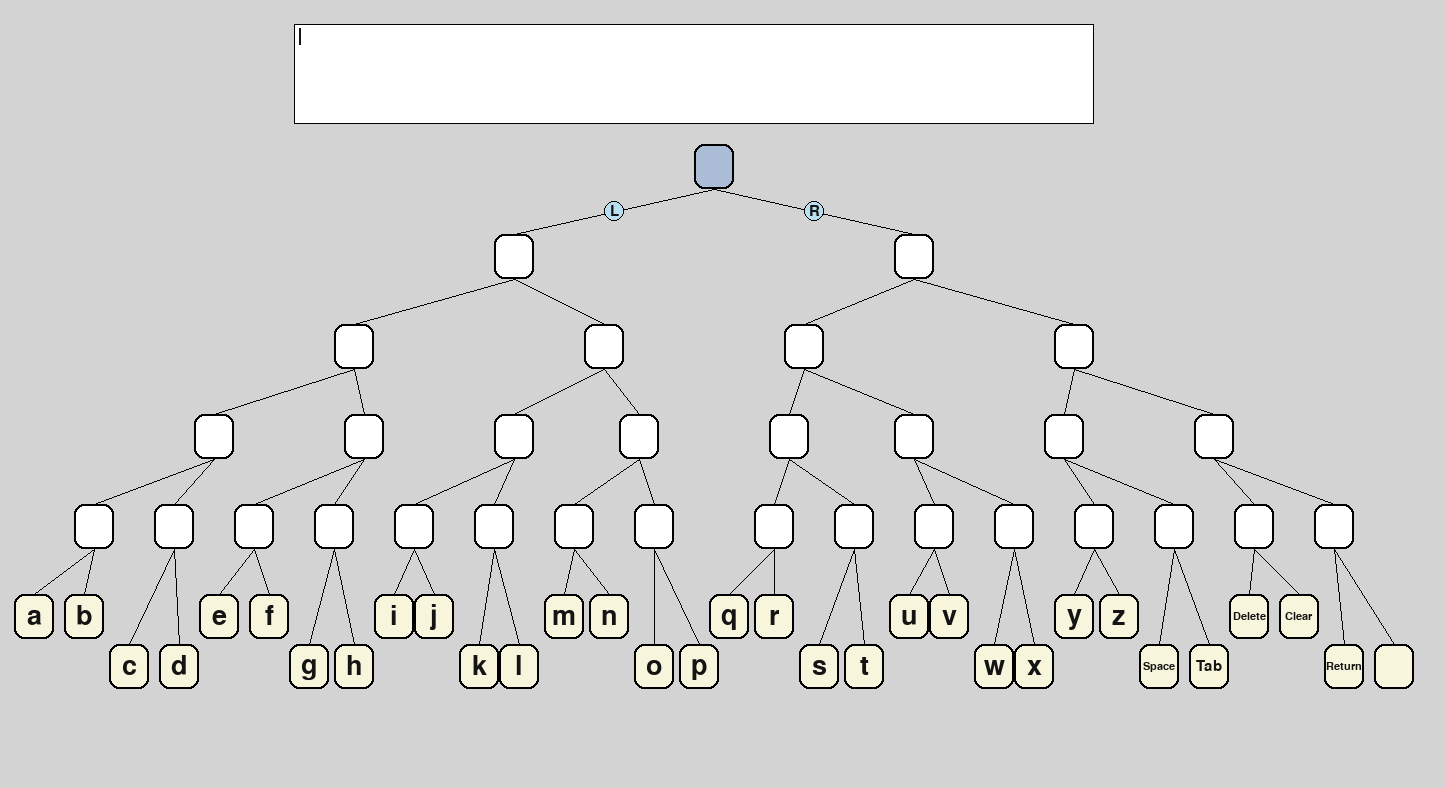 L R
a b e f i j m n q r u v y z Delete Clear
c d g h k l o p s t w x Space Tab Return